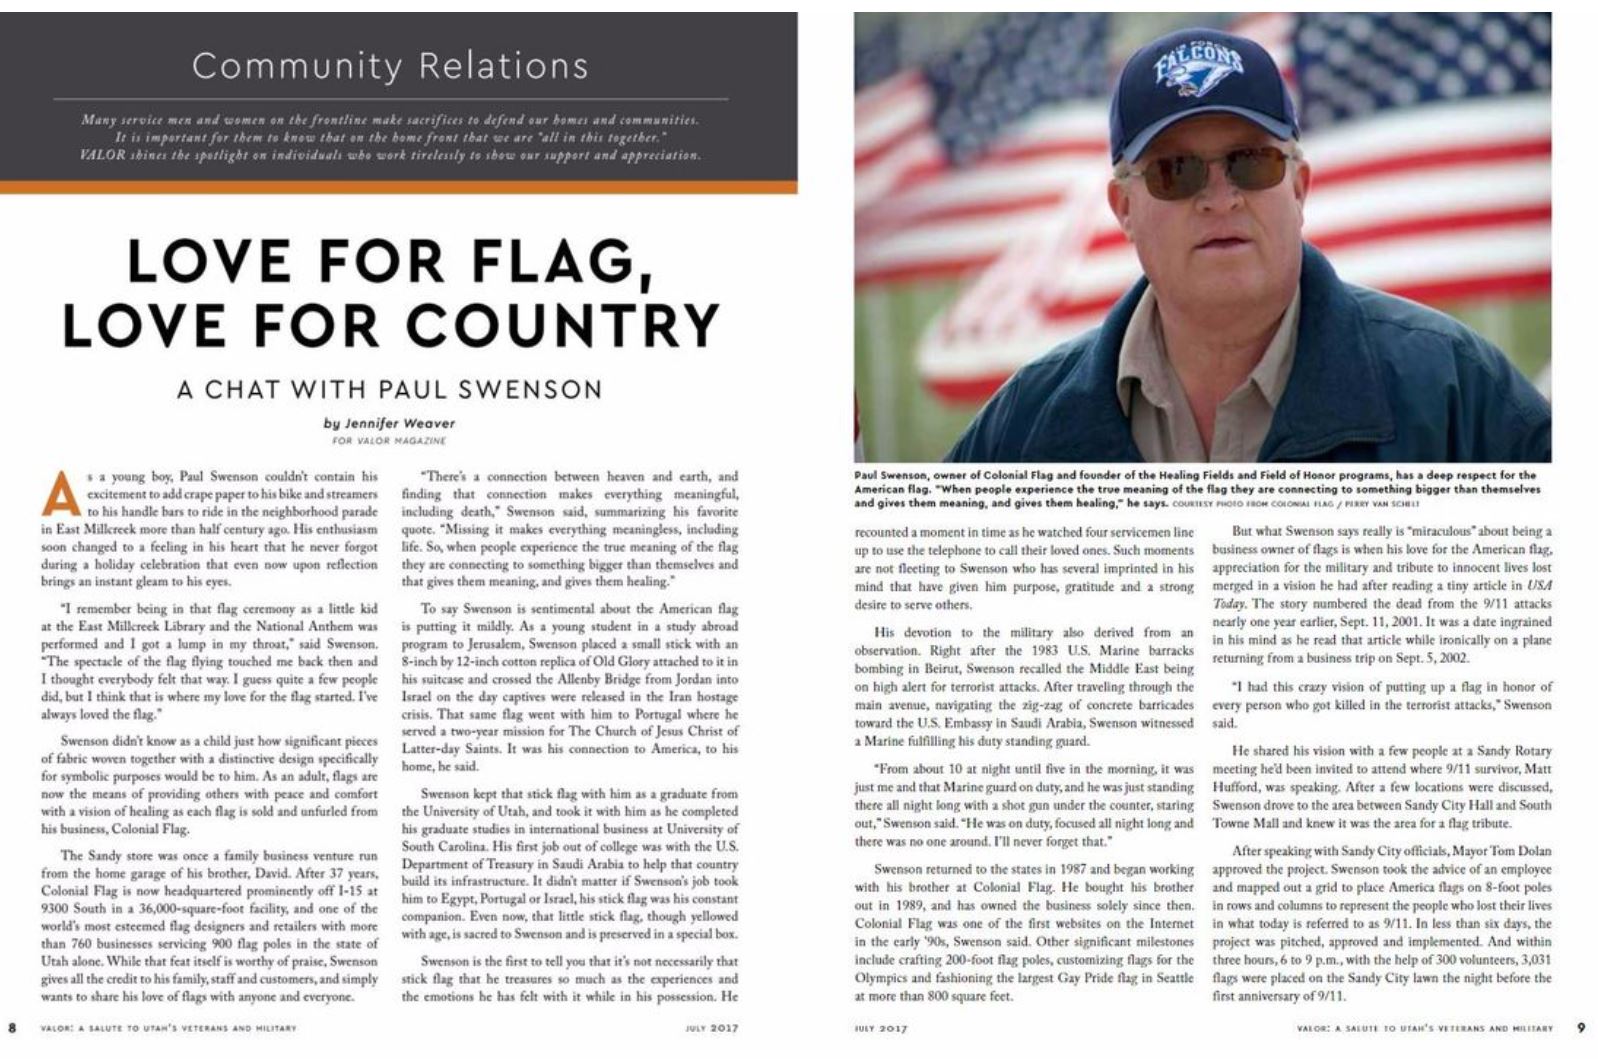 Community Relations
Many service men and women on the frontline make sacrifices to defend our homes and communities.
It is important for them to know that on the home front that we are "all in this together."
VALOR shines the spotlight on individuals who work tirelessly to show our support and appreciation.
LOVE FOR FLAG,
LOVE FOR COUNTRY
A CHAT WITH PAUL SWENSON
by Jennifer Weaver
FOR VALOR MAGAZINE
As a young boy, Paul Swenson couldn't contain his
excitement to add crape paper to his bike and streamers
to his handle bars to ride in the neighborhood parade
in East Millcreek more than half century ago. His enthusiasm
soon changed to a feeling in his heart that he never forgot
during a holiday celebration that even now upon reflection
brings an instant gleam to his eyes.
"I remember being in that flag ceremony as a little kid
at the East Millcreek Library and the National Anthem was
performed and I got a lump in my throat," said Swenson.
"The spectacle of the flag flying touched me back then and
I thought everybody felt that way. I guess quite a few people
did, but I think that is where my love for the flag started. I've
always loved the flag."
Swenson didn't know as a child just how significant pieces
of fabric woven together with a distinctive design specifically
for symbolic purposes would be to him. As an adult, flags are
now the means of providing others with peace and comfort
with a vision of healing as each flag is sold and unfurled from
his business, Colonial Flag.
The Sandy store was once a family business venture run
from the home garage of his brother, David. After 37 years,
Colonial Flag is now headquartered prominently off I-15 at
9300 South in a 36,000-square-foot facility, and one of the
world's most esteemed flag designers and retailers with more
than 760 businesses servicing 900 flag poles in the state of
Utah alone. While that feat itself is worthy of praise, Swenson
gives all the credit to his family, staff and customers, and simply
wants to share his love of flags with anyone and everyone.
"There's a connection between heaven and earth, and
finding that connection makes everything meaningful,
including death," Swenson said, summarizing his favorite
quote. "Missing it makes everything meaningless, including
life. So, when people experience the true meaning of the flag
they are connecting to something bigger than themselves and
that gives them meaning, and gives them healing."
To say Swenson is sentimental about the American flag
is putting it mildly. As a young student in a study abroad
program to Jerusalem, Swenson placed a small stick with an
8-inch by 12-inch cotton replica of Old Glory attached to it in
his suitcase and crossed the Allenby Bridge from Jordan into
Israel on the day captives were released in the Iran hostage
crisis. That same flag went with him to Portugal where he
served a two-year mission for The Church of Jesus Christ of
Latter-day Saints. It was his connection to America, to his
home, he said.
Swenson kept that stick flag with him as a graduate from
the University of Utah, and took it with him as he completed
his graduate studies in international business at University of
South Carolina. His first job out of college was with the U.S.
Department of Treasury in Saudi Arabia to help that country
build its infrastructure. It didn't matter if Swenson's job took
him to Egypt, Portugal or Israel, his stick flag was his constant
companion. Even now, that little stick flag, though yellowed
with age, is sacred to Swenson and is preserved in a special box.
Swenson is the first to tell you that it's not necessarily that
stick flag that he treasures so much as the experiences and
the emotions he has felt with it while in his possession. He
8 VALOR: A SALUTE TO UTAH'S VETERANS AND MILITARY
JULY 2017
AIR FORCE
FALCONS
Paul Swenson, owner of Colonial Flag and founder of the Healing Fields and Field of Honor programs, has a deep respect for the
American flag. "When people experience the true meaning of the flag they are connecting to something bigger than themselves
and gives them meaning, and gives them healing," he says. COURTESY PHOTO FROM COLONIAL FLAG / PERRY VAN SCHELT
recounted a moment in time as he watched four servicemen line
up to use the telephone to call their loved ones. Such moments
are not fleeting to Swenson who has several imprinted in his
mind that have given him purpose, gratitude and a strong
desire to serve others.
His devotion to the military also derived from an
observation. Right after the 1983 U.S. Marine barracks
bombing in Beirut, Swenson recalled the Middle East being
on high alert for terrorist attacks. After traveling through the
main avenue, navigating the zig-zag of concrete barricades
toward the U.S. Embassy in Saudi Arabia, Swenson witnessed
a Marine fulfilling his duty standing guard.
"From about 10 at night until five in the morning, it was
just me and that Marine guard on duty, and he was just standing
there all night long with a shot gun under the counter, staring
out," Swenson said. "He was on duty, focused all night long and
there was no one around. I'll never forget that."
Swenson returned to the states in 1987 and began working
with his brother at Colonial Flag. He bought his brother
out in 1989, and has owned the business solely since then.
Colonial Flag was one of the first websites on the Internet
in the early '90s, Swenson said. Other significant milestones
include crafting 200-foot flag poles, customizing flags for the
Olympics and fashioning the largest Gay Pride flag in Seattle
at more than 800 square feet.
But what Swenson says really is "miraculous" about being a
business owner of flags is when his love for the American flag,
appreciation for the military and tribute to innocent lives lost
merged in a vision he had after reading a tiny article in USA
Today. The story numbered the dead from the 9/11 attacks
nearly one year earlier, Sept. 11, 2001. It was a date ingrained
in his mind as he read that article while ironically on a plane
returning from a business trip on Sept. 5, 2002.
"I had this crazy vision of putting up a flag in honor of
every person who got killed in the terrorist attacks," Swenson
said.
He shared his vision with a few people at a Sandy Rotary
meeting he'd been invited to attend where 9/11 survivor, Matt
Hufford, was speaking. After a few locations were discussed,
Swenson drove to the area between Sandy City Hall and South
Towne Mall and knew it was the area for a flag tribute.
After speaking with Sandy City officials, Mayor Tom Dolan
approved the project. Swenson took the advice of an employee
and mapped out a grid to place America flags on 8-foot poles
in rows and columns to represent the people who lost their lives
in what today is referred to as 9/11. In less than six days, the
project was pitched, approved and implemented. And within
three hours, 6 to 9 p.m., with the help of 300 volunteers, 3,031
flags were placed on the Sandy City lawn the night before the
first anniversary of 9/11.
JULY 2017
VALOR: A SALUTE TO UTAH'S VETERANS AND MILITARY 9